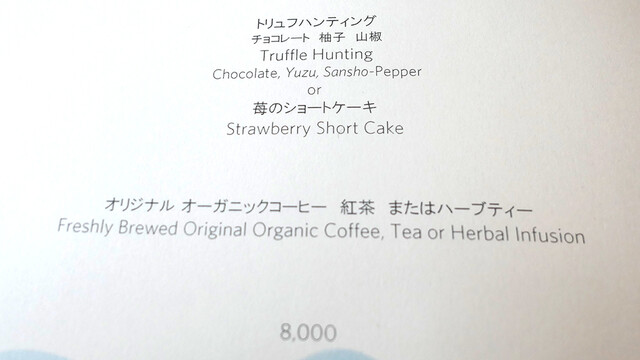 トリュフハンティング
チョコレート 柚子 山椒
Truffle Hunting
Chocolate, Yuzu, Sansho-Pepper
or
苺のショートケーキ
Strawberry Short Cake
オリジナル オーガニックコーヒー 紅茶 またはハーブティー
Freshly Brewed Original Organic Coffee, Tea or Herbal Infusion
8,000